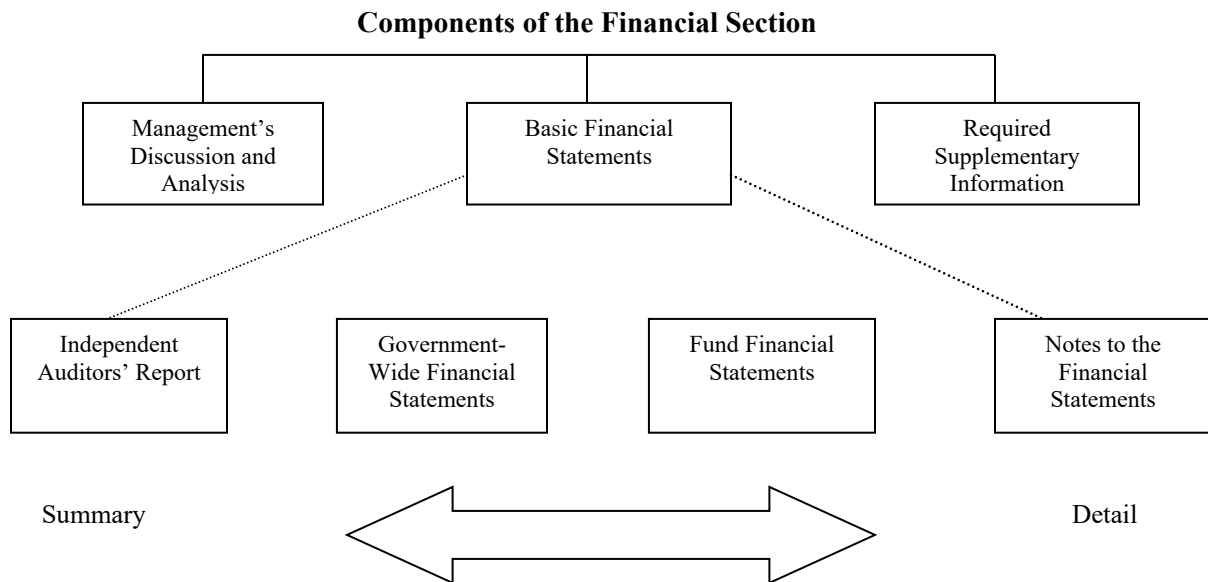 Components of the Financial Section
Management’s
Discussion and
Analysis
Basic Financial
Statements
Required
Supplementary
Information
Independent
Auditors’ Report
Government-
Wide Financial
Statements
Fund Financial
Statements
Notes to the
Financial
Statements
Summary
Detail